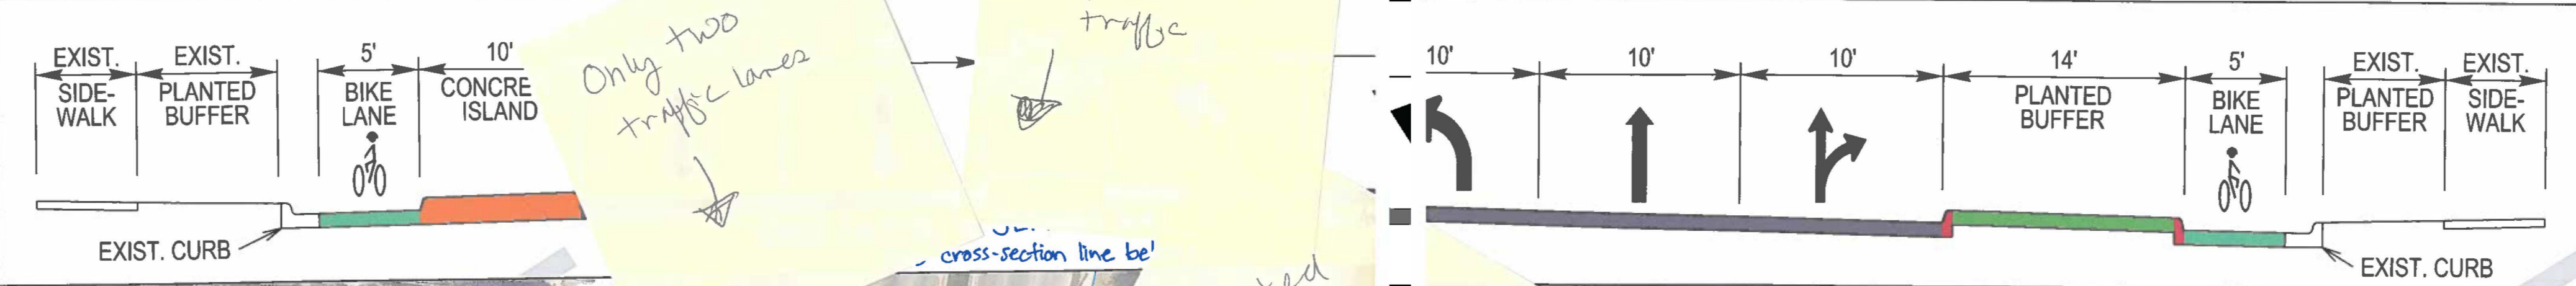 EXIST.
SIDE-
WALK
EXIST.
PLANTED
BUFFER
5'
BIKE
LANE
10'
CONCRE
ISLAND
EXIST. CURB
Only two
traffic lanes
traffic
cross-section line be'
10'
10'
10'
14'
PLANTED
BUFFER
5'
BIKE
LANE
EXIST.
PLANTED
BUFFER
EXIST.
SIDE-
WALK
EXIST. CURB